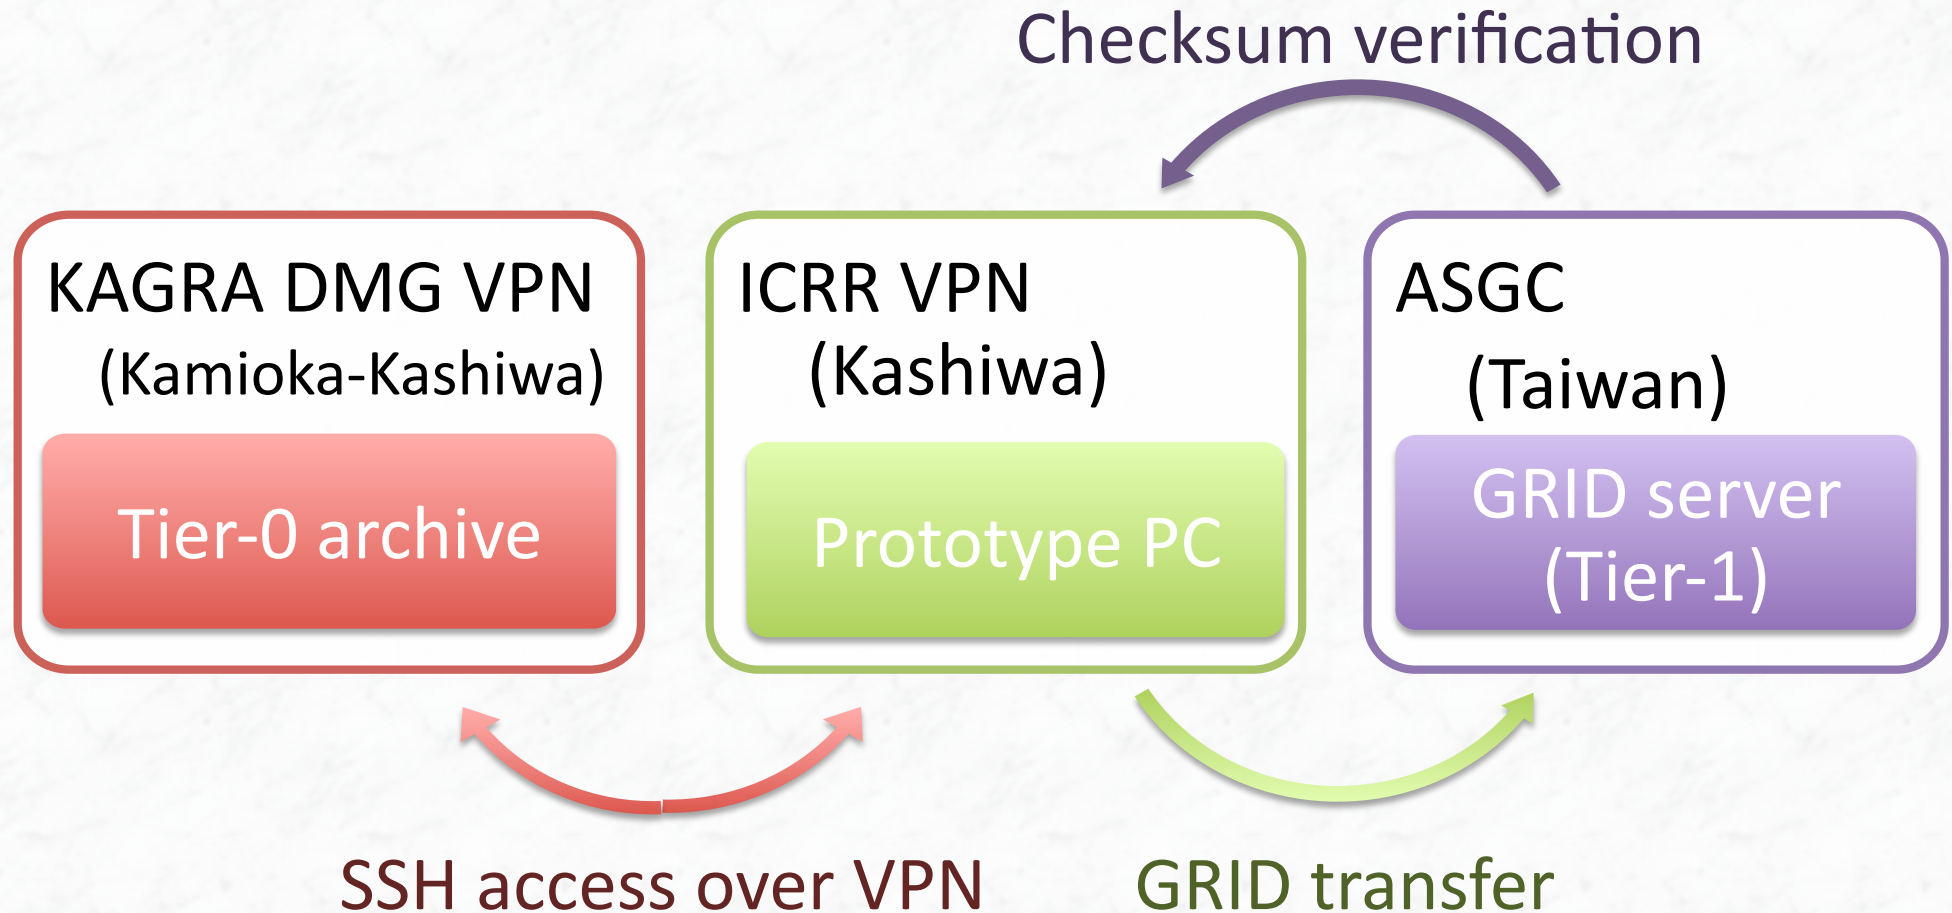 Checksum verification
KAGRA DMG VPN
(Kamioka-Kashiwa)
Tier-0 archive
ICRR VPN
(Kashiwa)
Prototype PC
ASGC
(Taiwan)
GRID server
(Tier-1)
SSH access over VPN
GRID transfer